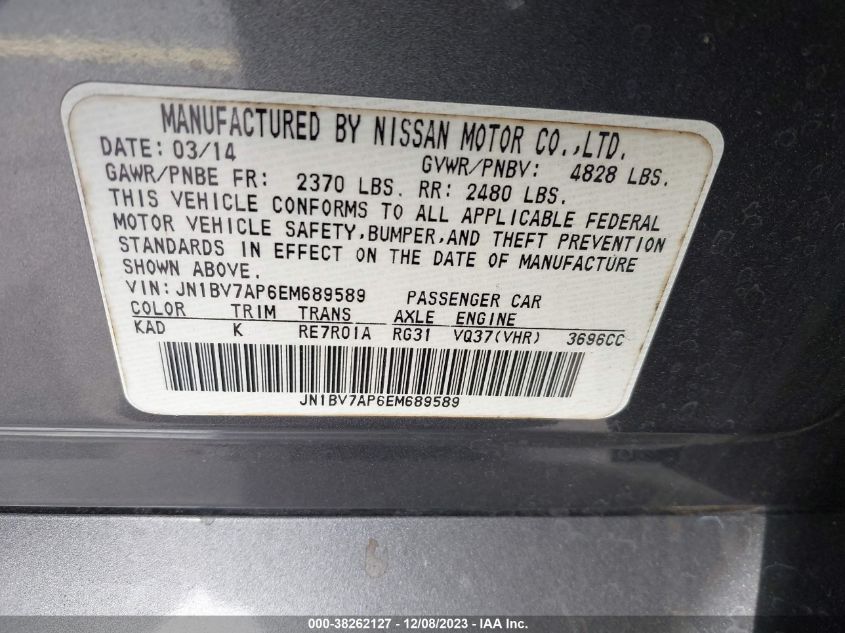 MANUFACTURED BY NISSAN MOTOR CO.,LTD.
DATE: 03/14 GVWR/PNBV: 4828 LBS.
GAWR/PNBE FR: 2370 LBS. RR: 2480 LBS.
THIS VEHICLE CONFORMS TO ALL APPLICABLE FEDERAL
MOTOR VEHICLE SAFETY,BUMPER,AND THEFT PREVENTION
STANDARDS IN EFFECT ON THE DATE OF MANUFACTURE
SHOWN ABOVE.
VIN: JN1BV7AP6EM689589 PASSENGER CAR
COLOR TRIM TRANS AXLE ENGINE
KAD K RE7R01A RG31 VQ37(VHR) 3696CC
JN1BV7AP6EM689589
000-38262127 - 12/08/2023 - IAA Inc.